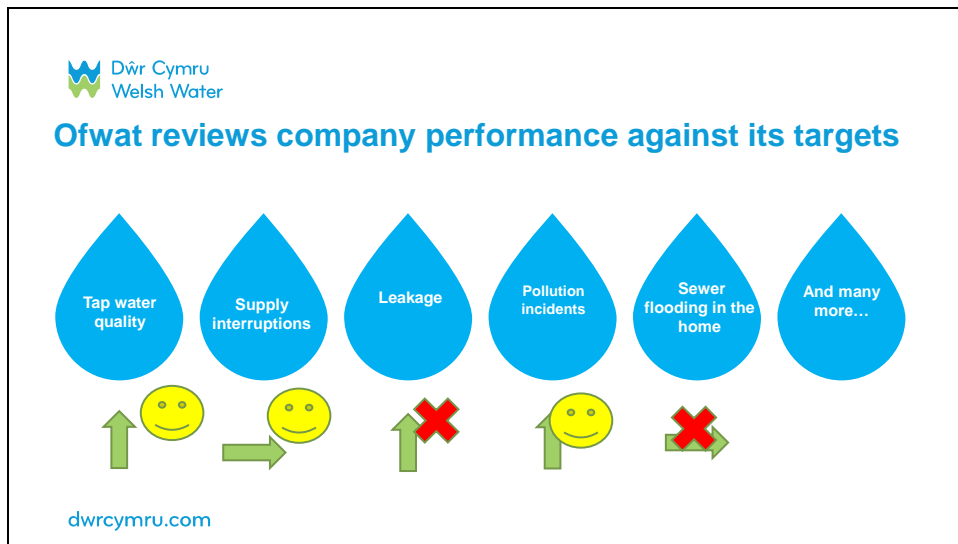 Dŵr Cymru
Welsh Water
Ofwat reviews company performance against its targets
Tap water
quality
Supply
interruptions
Leakage
Pollution
incidents
Sewer
flooding in the
home
And many
more…
dwrcymru.com